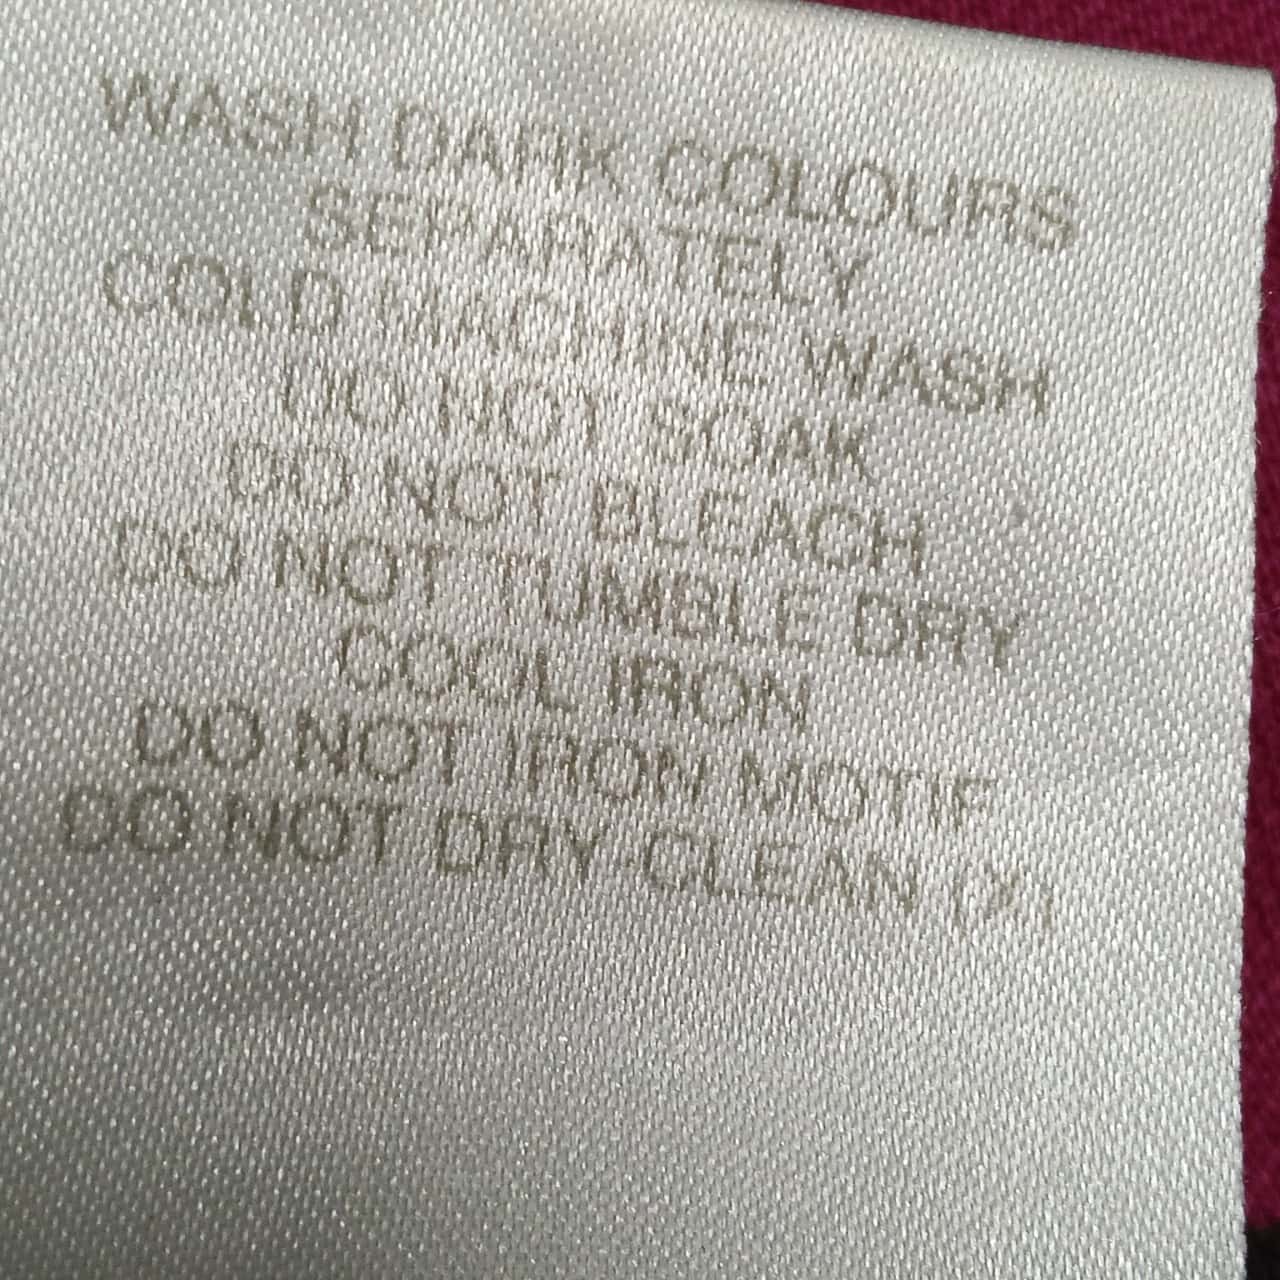 WASH DARK COLOURS
SEPARATELY
COLD MACHINE WASH
DO NOT SOAK
DO NOT BLEACH
DO NOT TUMBLE DRY
COOL IRON
DO NOT IRON MOTIF
DO NOT DRY CLEAN (X)